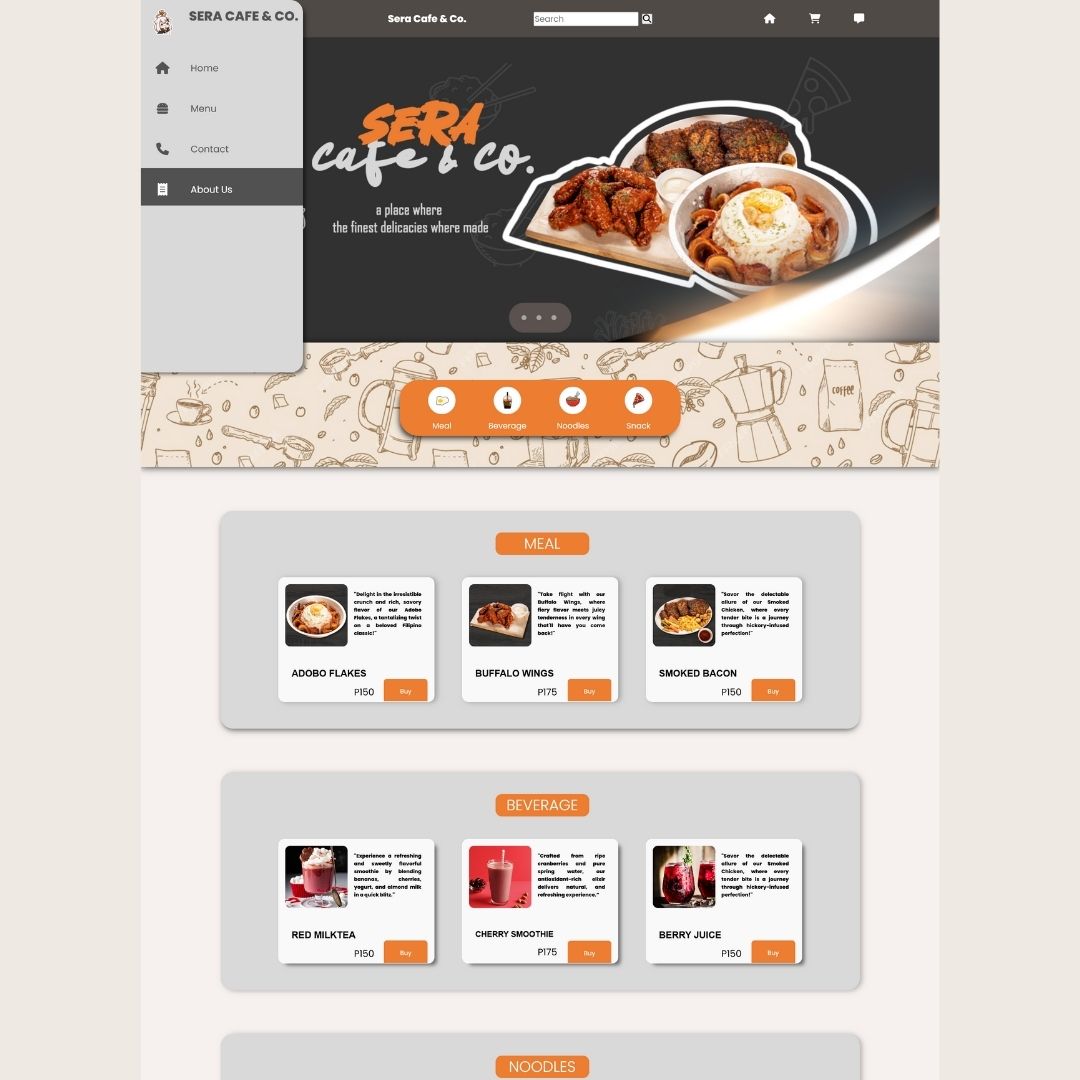 SERA CAFE & CO.
Sera Cafe & Co.
Search
Home
Menu
Contact
About Us
SERA
cafe & co.
a place where
the finest delicacies where made
coffee
Meal
Beverage
Noodles
Snack
MEAL
"Delight in the irresistible
crunch and rich, savory
flavor of our Adobo
Flakes, a tantalizing twist
on a beloved Filipino
classic!"
ADOBO FLAKES
P150
Buy
"Take flight with our
Buffalo Wings, where
fiery flavor meets juicy
tenderness in every wing
that'll have you come
back!"
BUFFALO WINGS
P175
Buy
"Savor the delectable
allure of our Smoked
Chicken, where every
tender bite is a journey
through hickory-infused
perfection!"
SMOKED BACON
P150
Buy
BEVERAGE
"Experience a refreshing
and sweetly flavorful
smoothie by blending
bananas, cherries,
yogurt, and almond milk
in a quick blitz."
RED MILKTEA
P150
Buy
"Crafted from ripe
cranberries and pure
spring water, our
antioxidant-rich elixir
delivers natural, and
refreshing experience."
CHERRY SMOOTHIE
P175
Buy
"Savor the delectable
allure of our Smoked
Chicken, where every
tender bite is a journey
through hickory-infused
perfection!"
BERRY JUICE
P150
Buy
NOODLES